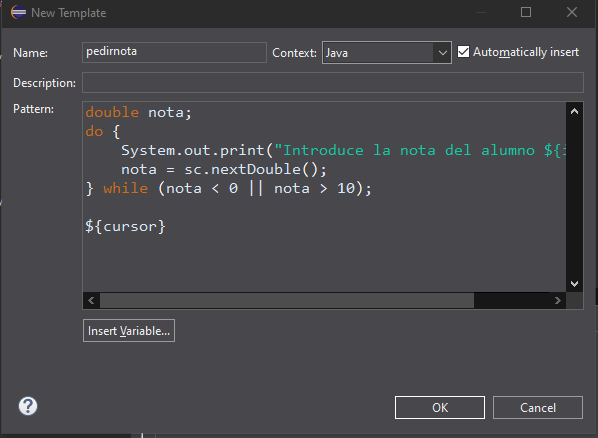 New Template
Name: pedirnota Context: Java Automatically insert
Description:
Pattern:
double nota;
do {
    System.out.print("Introduce la nota del alumno ${
    nota = sc.nextDouble();
} while (nota < 0 || nota > 10);
${cursor}
Insert Variable...
?
OK Cancel